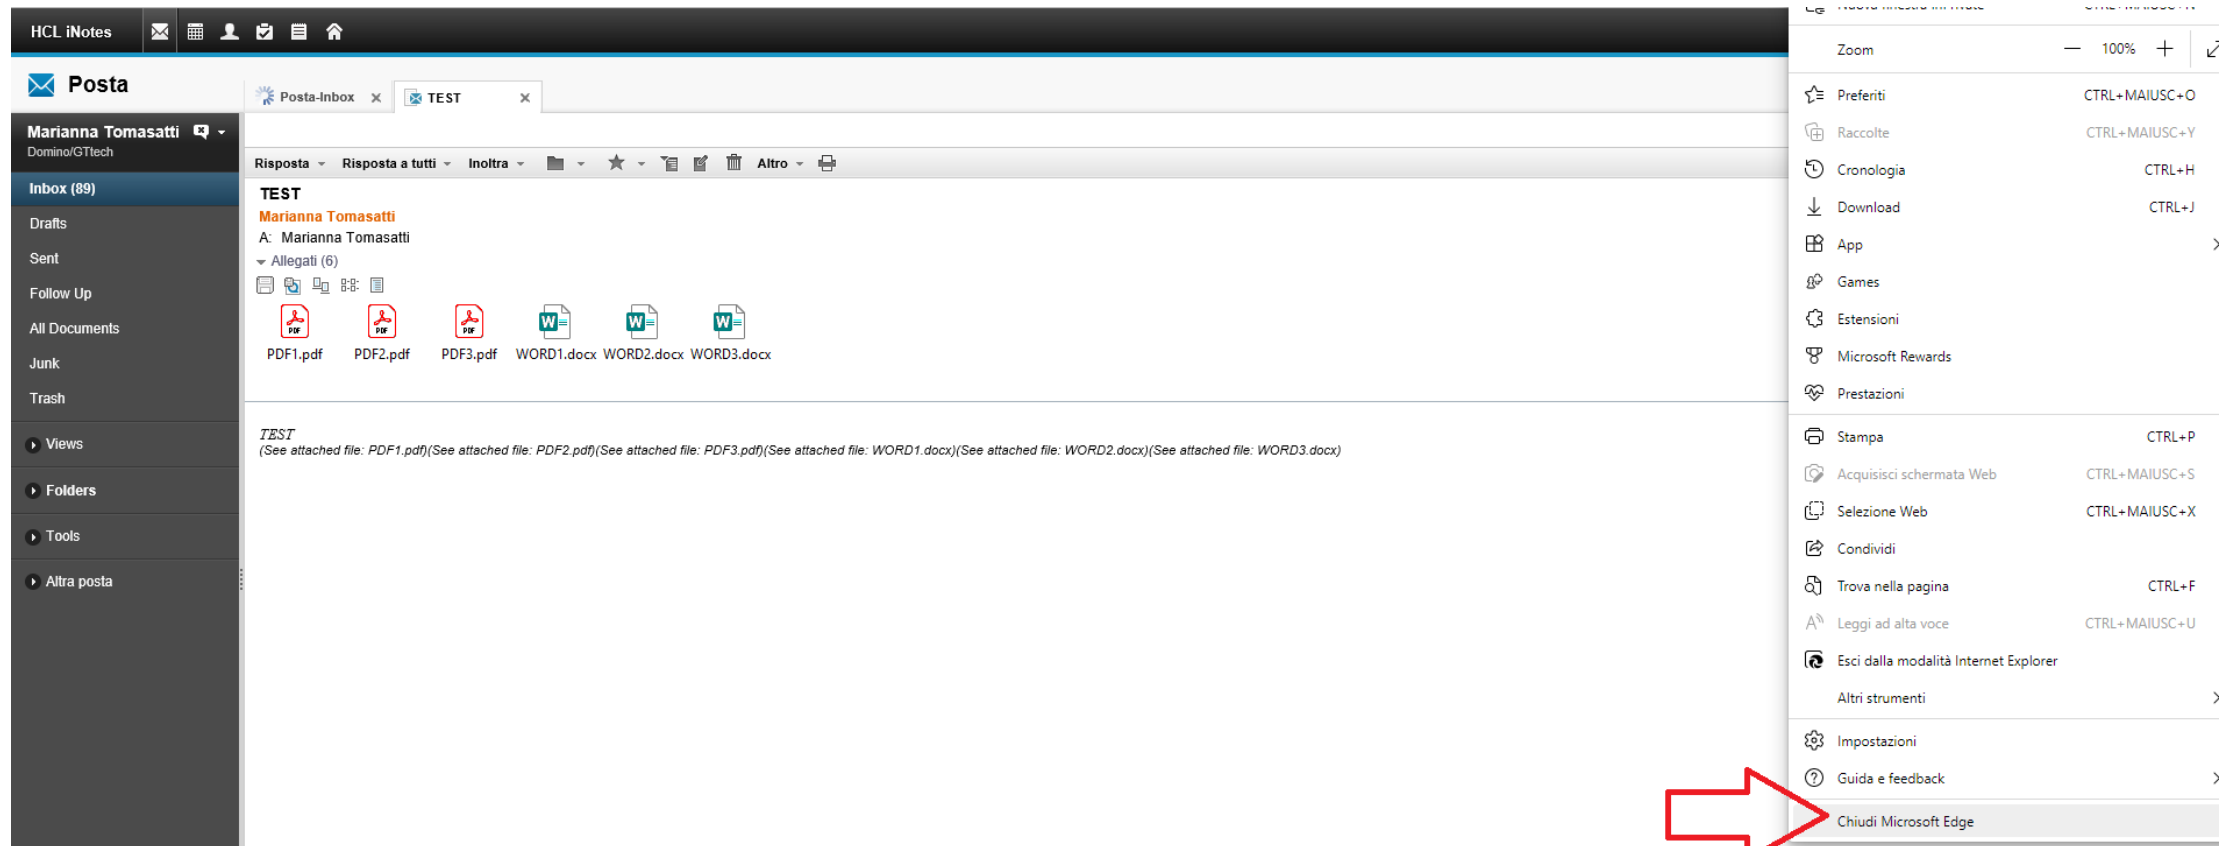 HCL iNotes
Posta
Posta-Inbox
TEST
Marianna Tomasatti
Domino/GTtech
Inbox (89)
Drafts
Sent
Follow Up
All Documents
Junk
Trash
Views
Folders
Tools
Altra posta
Risposta
Risposta a tutti
Inoltra
Altro
TEST
Marianna Tomasatti
A: Marianna Tomasatti
Allegati (6)
PDF PDF PDF W W W
PDF1.pdf PDF2.pdf PDF3.pdf WORD1.docx WORD2.docx WORD3.docx
TEST
(See attached file: PDF1.pdf)(See attached file: PDF2.pdf)(See attached file: PDF3.pdf)(See attached file: WORD1.docx)(See attached file: WORD2.docx)(See attached file: WORD3.docx)
Zoom 100%
Preferiti CTRL+MAIUSC+O
Raccolte CTRL+MAIUSC+Y
Cronologia CTRL+H
Download CTRL+J
App
Games
Estensioni
Microsoft Rewards
Prestazioni
Stampa CTRL+P
Acquisisci schermata Web CTRL+MAIUSC+S
Selezione Web CTRL+MAIUSC+X
Condividi
Trova nella pagina CTRL+F
Leggi ad alta voce CTRL+MAIUSC+U
Esci dalla modalità Internet Explorer
Altri strumenti
Impostazioni
Guida e feedback
Chiudi Microsoft Edge